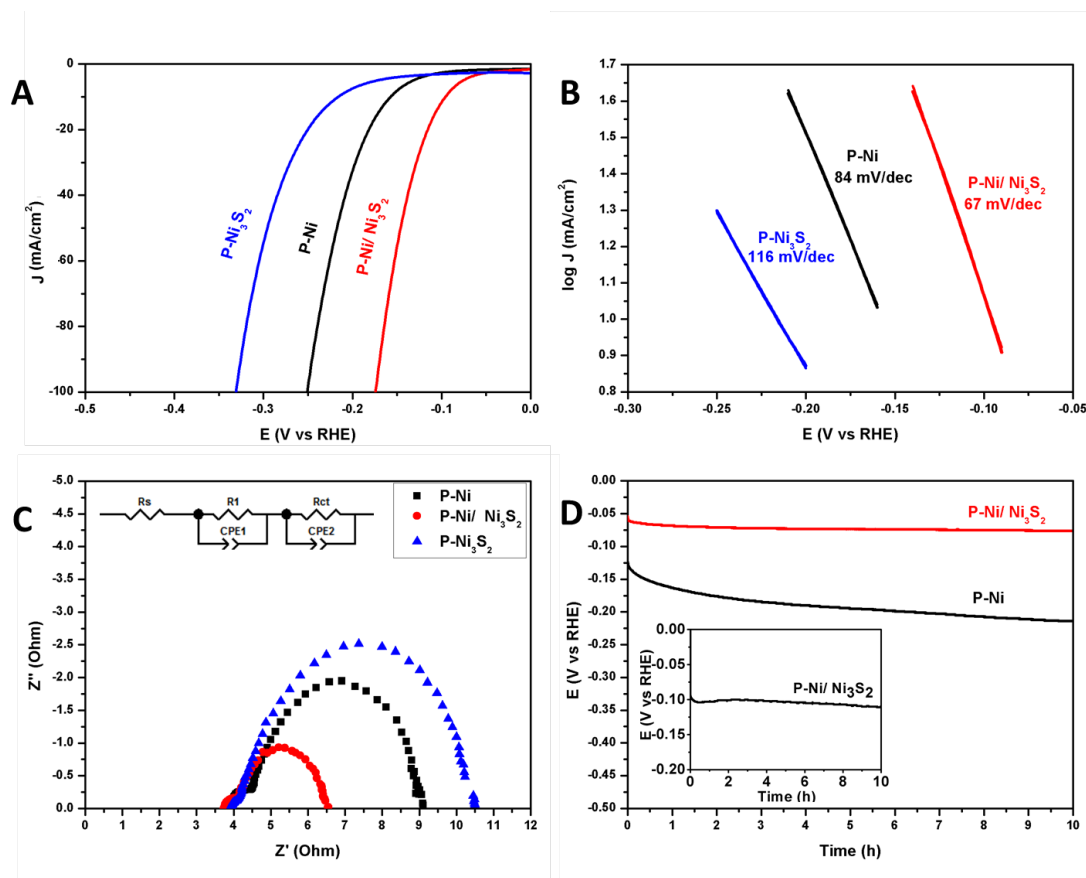 A
0
-20
-40
-60
-80
-100
J (mA/cm²)
P-Ni₃S₂
P-Ni
P-Ni/ Ni₃S₂
-0.5
-0.4
-0.3
-0.2
-0.1
0.0
E (V vs RHE)
B
1.7
1.6
1.5
1.4
1.3
1.2
1.1
1.0
0.9
0.8
log J (mA/cm²)
P-Ni
84 mV/dec
P-Ni/ Ni₃S₂
67 mV/dec
P-Ni₃S₂
116 mV/dec
-0.30
-0.25
-0.20
-0.15
-0.10
-0.05
E (V vs RHE)
C
-5.0
-4.5
-4.0
-3.5
-3.0
-2.5
-2.0
-1.5
-1.0
-0.5
0.0
Z'' (Ohm)
Rs
R1
Rct
CPE1
CPE2
P-Ni
P-Ni/ Ni₃S₂
P-Ni₃S₂
0
1
2
3
4
5
6
7
8
9
10
11
12
Z' (Ohm)
D
0.00
-0.05
-0.10
-0.15
-0.20
-0.25
-0.30
-0.35
-0.40
-0.45
-0.50
E (V vs RHE)
P-Ni/ Ni₃S₂
P-Ni
0.00
-0.05
-0.10
-0.15
-0.20
E (V vs RHE)
P-Ni/ Ni₃S₂
0
2
4
6
8
10
Time (h)
0
1
2
3
4
5
6
7
8
9
10
Time (h)